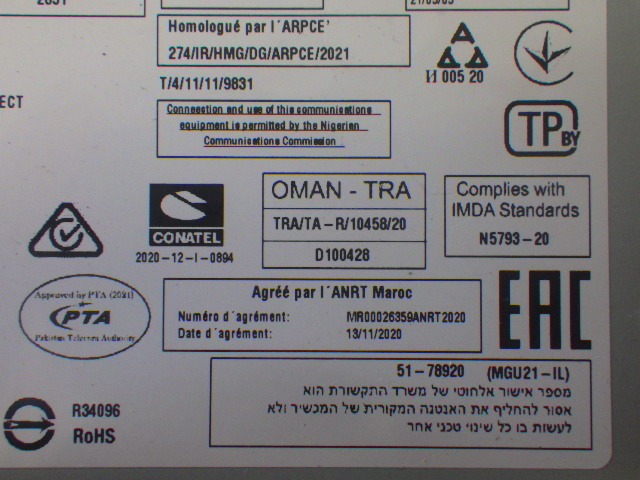 2851
21/05/05
Homologué par l'ARPCE'
274/IR/HMG/DG/ARPCE/2021
И 005 20
T/4/11/11/9831
ECT
Connection and use of this communications
equipment is permitted by the Nigerian
Communications Commission
TP BY
OMAN - TRA
TRA/TA-R/10458/20
D100428
Complies with
IMDA Standards
N5793-20
CONATEL
2020-12-I-0894
Approved by PTA (2021)
PTA
Pakistan Telecom Authority
Agréé par l'ANRT Maroc
Numéro d'agrément: MR00026359ANRT2020
Date d'agrément: 13/11/2020
EAC
51-78920 (MGU21-IL)
מספר אישור אלחוטי של משרד התקשורת הוא
אסור להחליף את האנטנה המקורית של המכשיר ולא
לעשות בו כל שינוי טכני אחר
R34096
RoHS